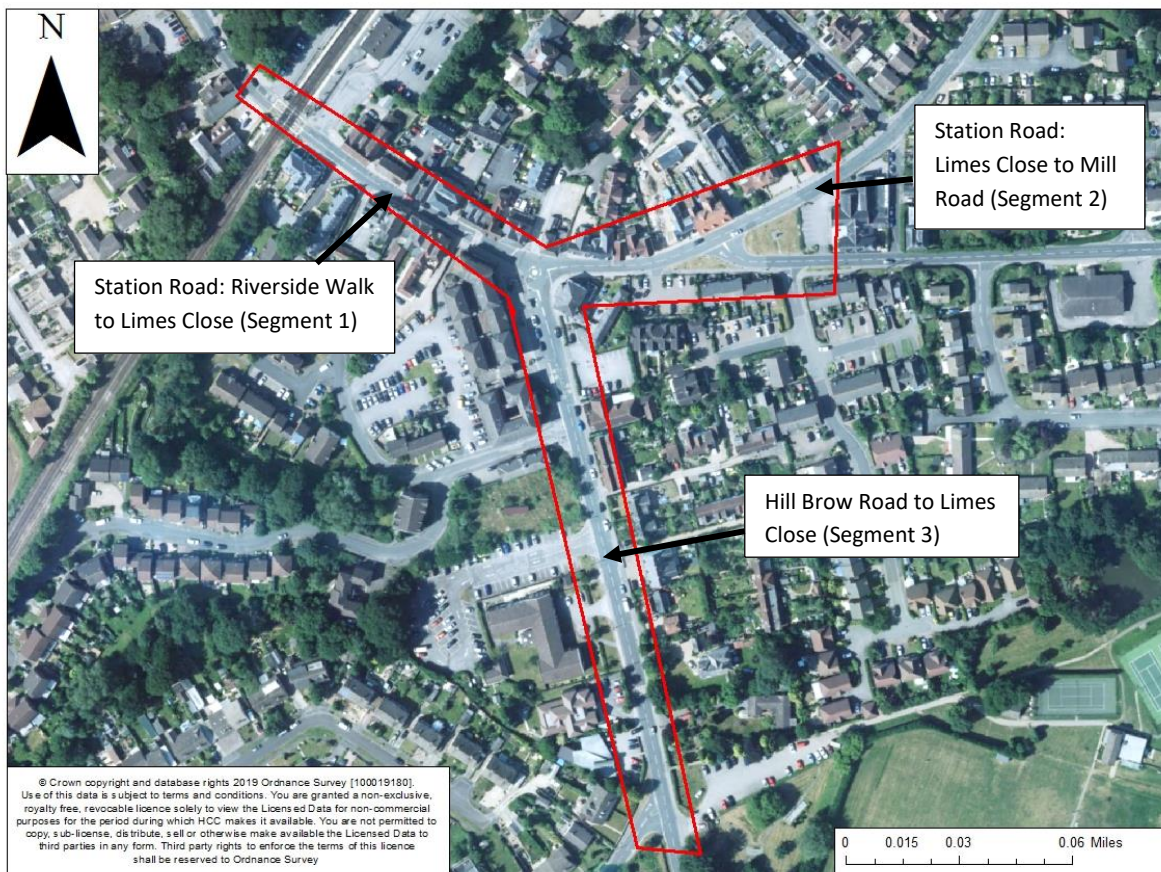 N
Station Road:
Limes Close to Mill
Road (Segment 2)
Station Road: Riverside Walk
to Limes Close (Segment 1)
Hill Brow Road to Limes
Close (Segment 3)
© Crown copyright and database rights 2019 Ordnance Survey [100019180].
Use of this data is subject to terms and conditions. You are granted a non-exclusive,
royalty free, revocable licence solely to view the Licensed Data for non-commercial
purposes for the period during which HCC makes it available. You are not permitted to
copy, sub-license, distribute, sell or otherwise make available the Licensed Data to
third parties in any form. Third party rights to enforce the terms of this licence
shall be reserved to Ordnance Survey
0 0.015 0.03 0.06 Miles